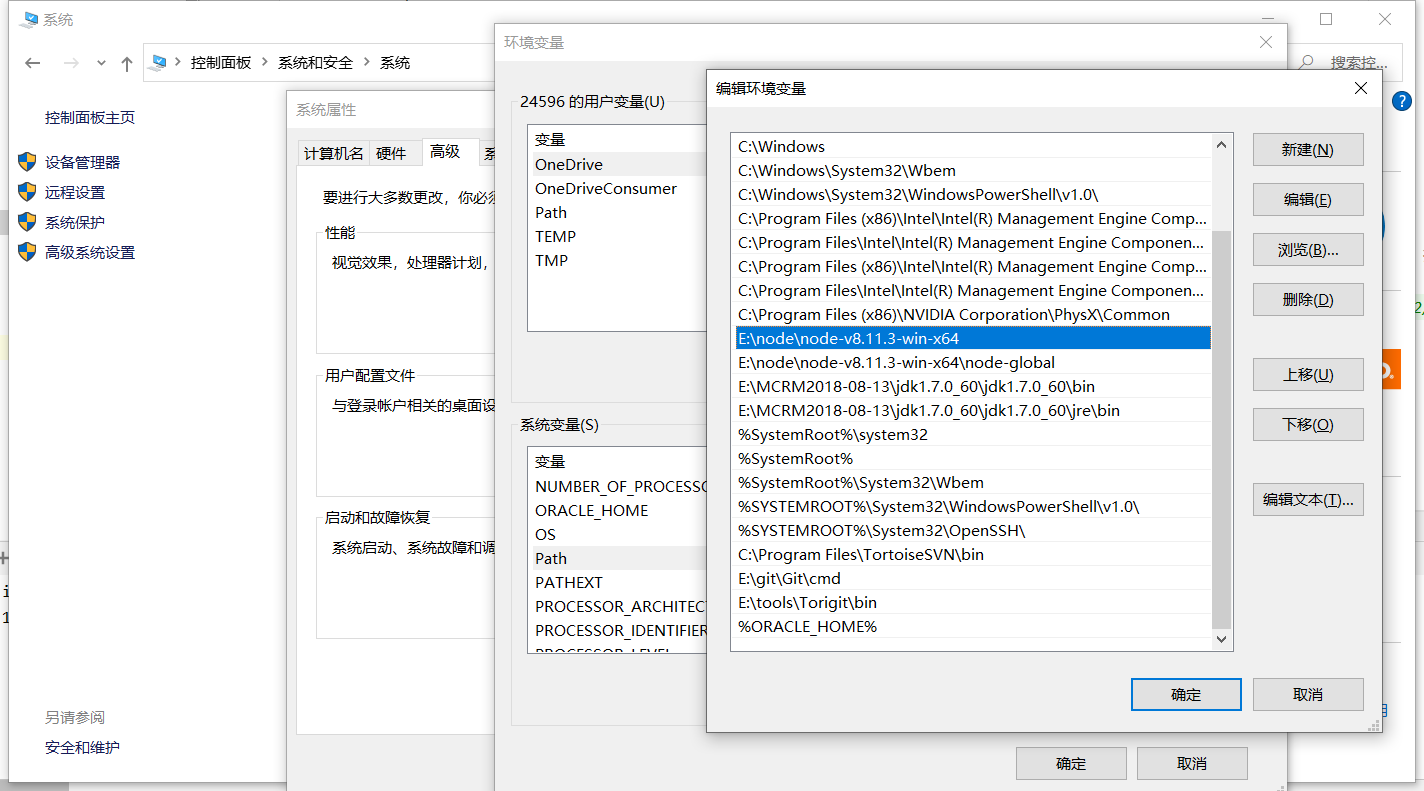 系统
控制面板
系统和安全
系统
搜索控...
控制面板主页
设备管理器
远程设置
系统保护
高级系统设置
另请参阅
安全和维护
系统属性
计算机名
硬件
高级
要进行大多数更改，你必
性能
视觉效果，处理器计划，
用户配置文件
与登录帐户相关的桌面设
启动和故障恢复
系统启动、系统故障和调
环境变量
24596 的用户变量(U)
变量
OneDrive
OneDriveConsumer
Path
TEMP
TMP
系统变量(S)
变量
NUMBER_OF_PROCESSO
ORACLE_HOME
OS
Path
PATHEXT
PROCESSOR_ARCHITEC
PROCESSOR_IDENTIFIER
PROCESSOR_LEVEL
确定
取消
编辑环境变量
C:\Windows
C:\Windows\System32\Wbem
C:\Windows\System32\WindowsPowerShell\v1.0\
C:\Program Files (x86)\Intel\Intel(R) Management Engine Comp...
C:\Program Files\Intel\Intel(R) Management Engine Componen...
C:\Program Files (x86)\Intel\Intel(R) Management Engine Comp...
C:\Program Files\Intel\Intel(R) Management Engine Componen...
C:\Program Files (x86)\NVIDIA Corporation\PhysX\Common
E:\node\node-v8.11.3-win-x64
E:\node\node-v8.11.3-win-x64\node-global
E:\MCRM2018-08-13\jdk1.7.0_60\jdk1.7.0_60\bin
E:\MCRM2018-08-13\jdk1.7.0_60\jdk1.7.0_60\jre\bin
%SystemRoot%\system32
%SystemRoot%
%SystemRoot%\System32\Wbem
%SYSTEMROOT%\System32\WindowsPowerShell\v1.0\
%SYSTEMROOT%\System32\OpenSSH\
C:\Program Files\TortoiseSVN\bin
E:\git\Git\cmd
E:\tools\Torigit\bin
%ORACLE_HOME%
新建(N)
编辑(E)
浏览(B)...
删除(D)
上移(U)
下移(O)
编辑文本(T)...
确定
取消